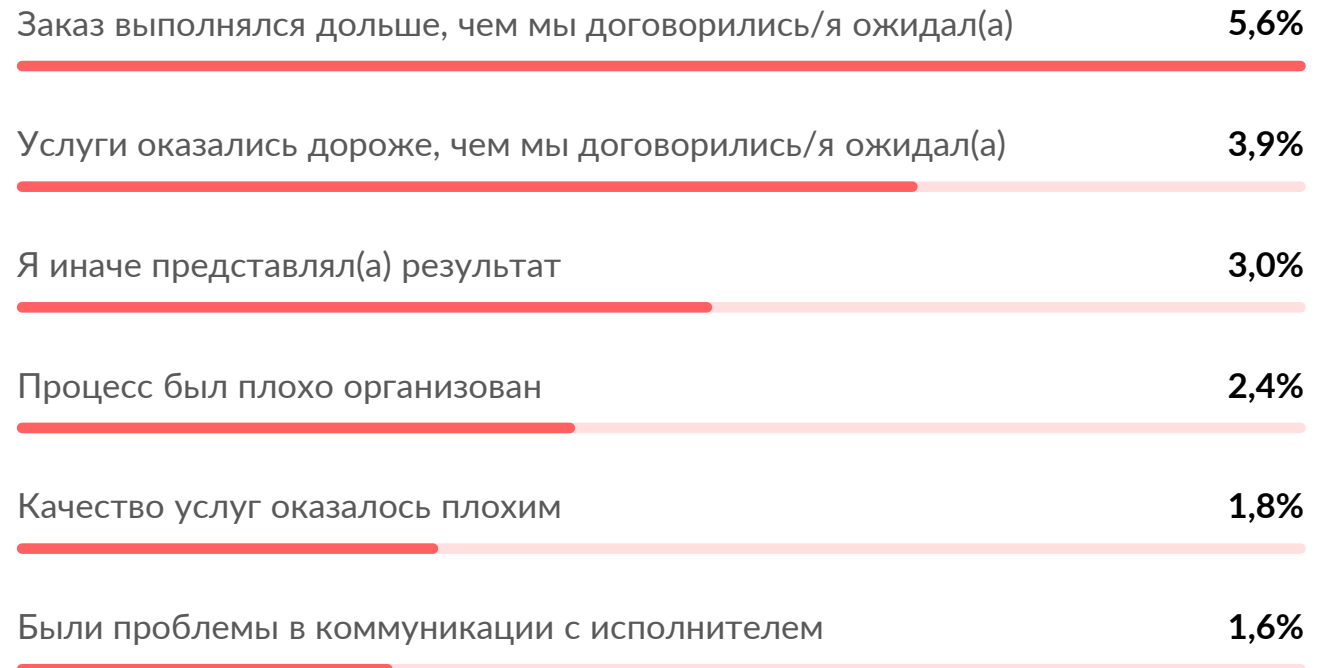 Заказ выполнялся дольше, чем мы договорились/я ожидал(а) 5,6%
Услуги оказались дороже, чем мы договорились/я ожидал(а) 3,9%
Я иначе представлял(а) результат 3,0%
Процесс был плохо организован 2,4%
Качество услуг оказалось плохим 1,8%
Были проблемы в коммуникации с исполнителем 1,6%